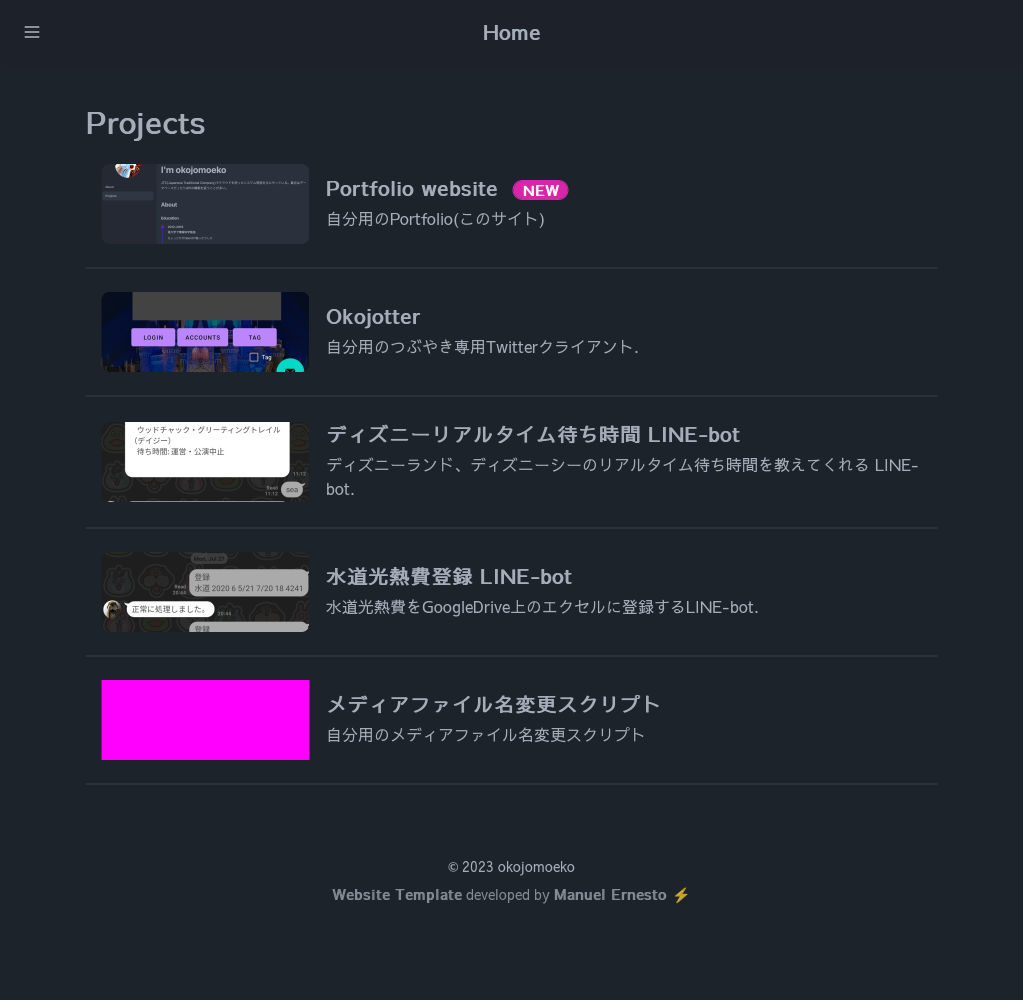 Home
Projects
I'm okojomoeko
About
Projects
About
Education
Portfolio website NEW
自分用のPortfolio(このサイト)
LOGIN ACCOUNTS TAG
Tag
Okojotter
自分用のつぶやき専用Twitterクライアント.
ウッドチャック・グリーティングトレイル
(デイジー)
待ち時間: 運営・公演中止
11:12
Read
11:12
sea
ディズニーリアルタイム待ち時間 LINE-bot
ディズニーランド、ディズニーシーのリアルタイム待ち時間を教えてくれる LINE-
bot.
Mon, Jul 27
登録
水道 2020 6 5/21 7/20 18 4241
Read
20:44
正常に処理しました。
20:44
登録
水道光熱費登録 LINE-bot
水道光熱費をGoogleDrive上のエクセルに登録するLINE-bot.
メディアファイル名変更スクリプト
自分用のメディアファイル名変更スクリプト
© 2023 okojomoeko
Website Template developed by Manuel Ernesto ⚡